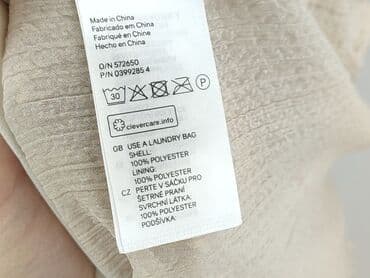 Made in China
Fabricado em China
Fabriqué en Chine
Hecho en China
O/N 572650
P/N 0399285 4
30
P
clevercare.info
GB USE A LAUNDRY BAG
SHELL:
100% POLYESTER
LINING:
100% POLYESTER
CZ PERTE V SÁČKU PRO
ŠETRNÉ PRANÍ
SVRCHNÍ LÁTKA:
100% POLYESTER
PODŠÍVKA: